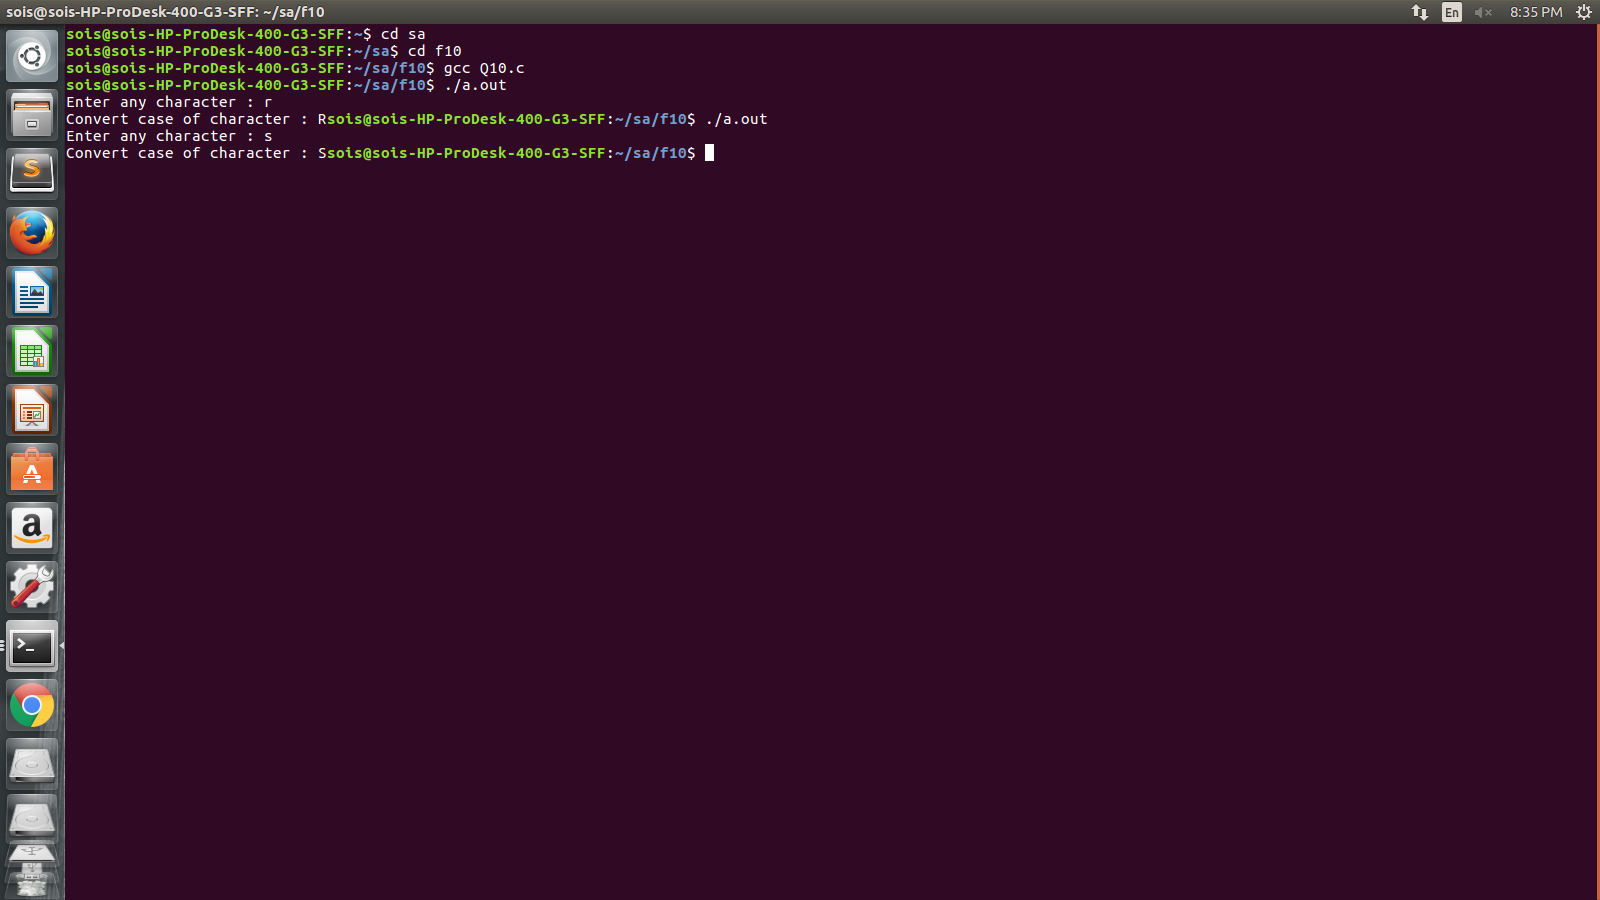 sois@sois-HP-ProDesk-400-G3-SFF: ~/sa/f10
En
8:35 PM
sois@sois-HP-ProDesk-400-G3-SFF:~$ cd sa
sois@sois-HP-ProDesk-400-G3-SFF:~/sa$ cd f10
sois@sois-HP-ProDesk-400-G3-SFF:~/sa/f10$ gcc Q10.c
sois@sois-HP-ProDesk-400-G3-SFF:~/sa/f10$ ./a.out
Enter any character : r
Convert case of character : Rsois@sois-HP-ProDesk-400-G3-SFF:~/sa/f10$ ./a.out
Enter any character : s
Convert case of character : Ssois@sois-HP-ProDesk-400-G3-SFF:~/sa/f10$